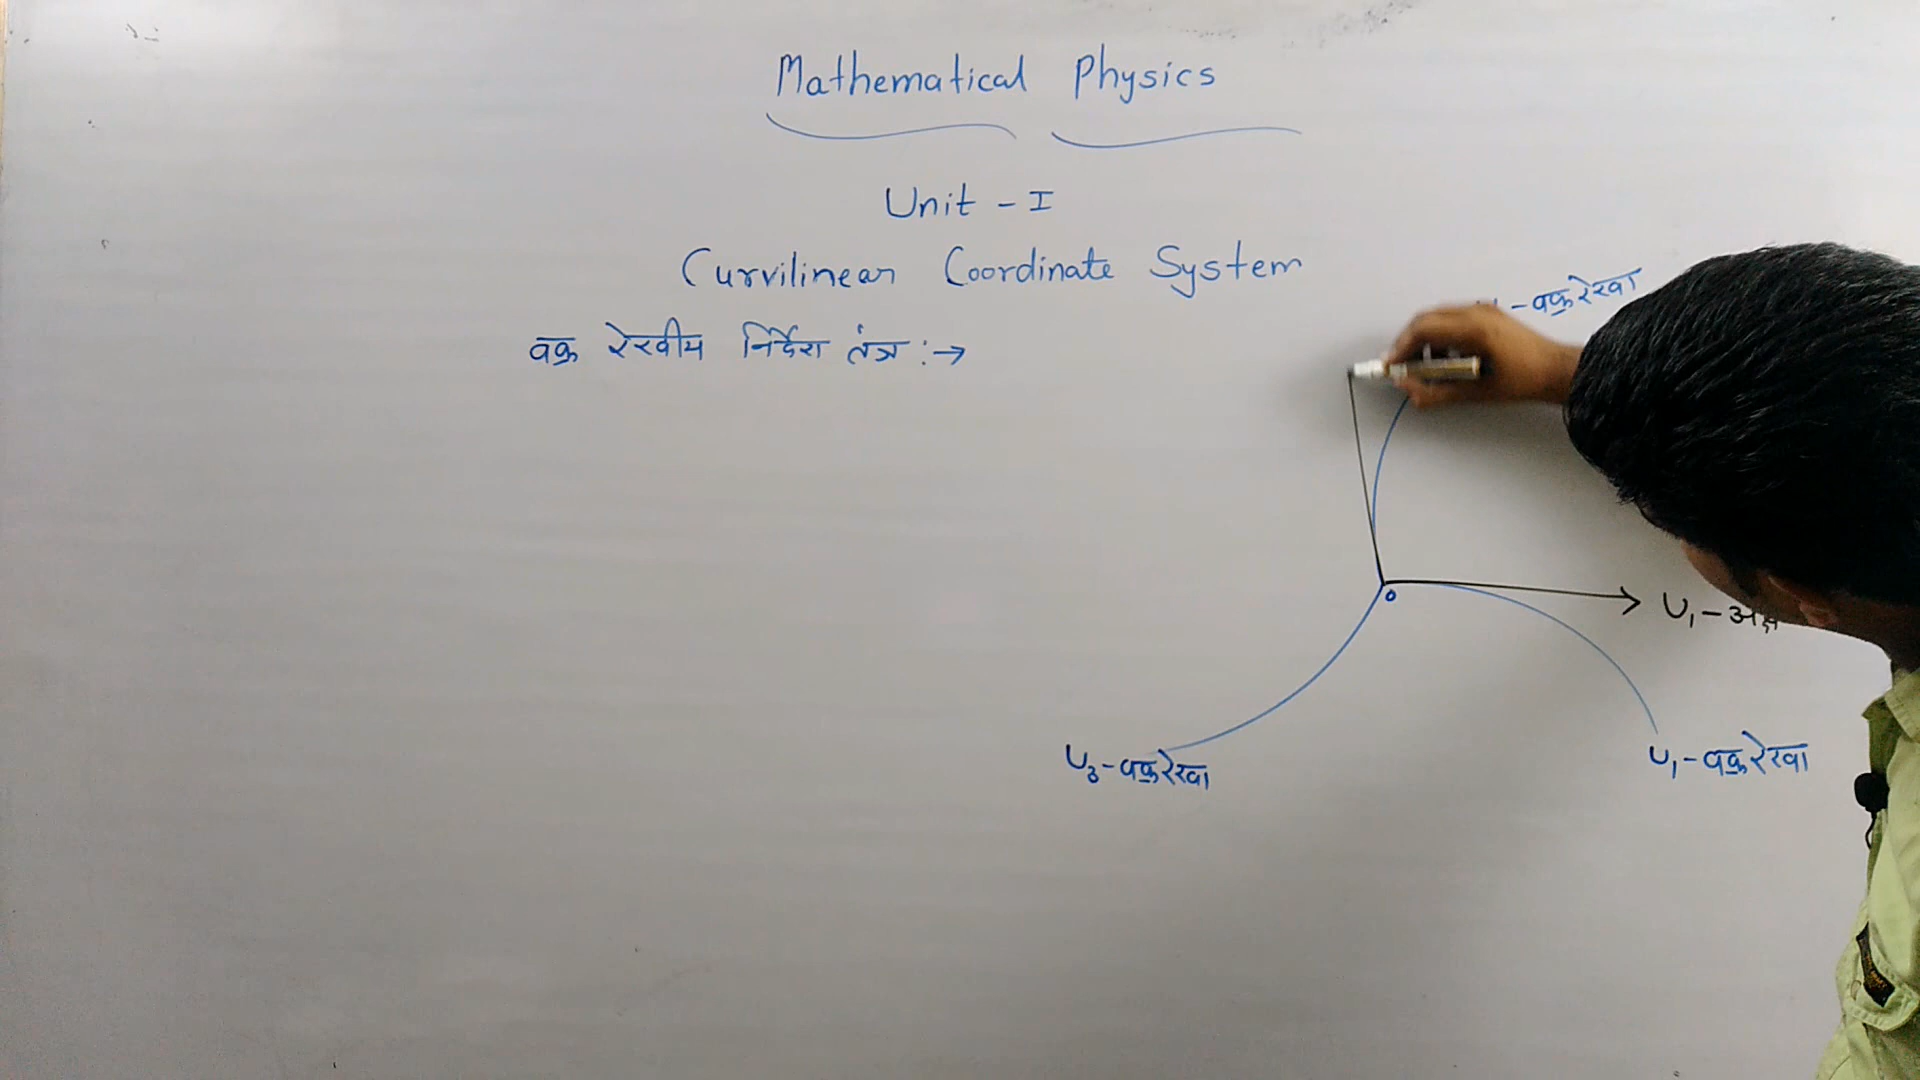 Mathematical Physics
Unit - I
Curvilinear Coordinate System
वक्र रेखीय निर्देश तंत्र :→
- वक्ररेखा
O
U₁ - अक्ष
U₃ - वक्ररेखा
U₁ - वक्ररेखा